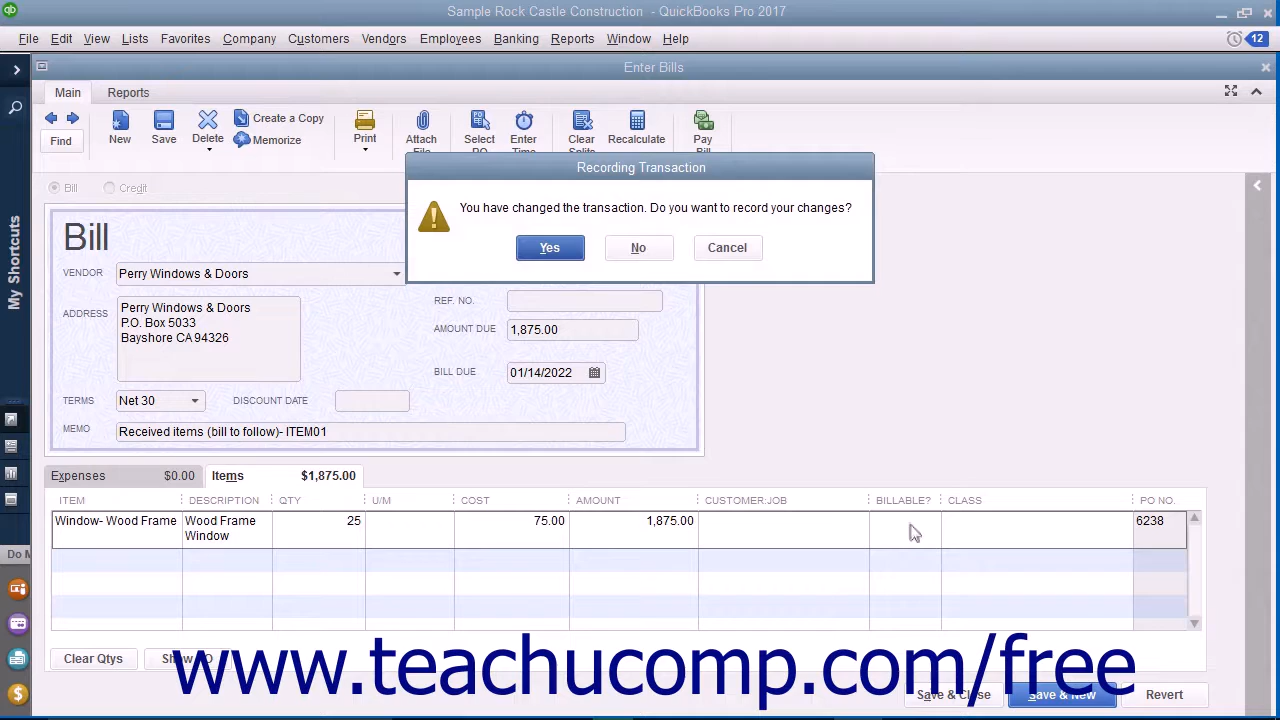 Sample Rock Castle Construction - QuickBooks Pro 2017
File Edit View Lists Favorites Company Customers Vendors Employees Banking Reports Window Help
12
Enter Bills
Main Reports
Find
New
Save
Delete
Create a Copy
Memorize
Print
Attach
File
Select
PO
Enter
Time
Clear
Splits
Recalculate
Pay
Bill
My Shortcuts
Recording Transaction
You have changed the transaction. Do you want to record your changes?
Yes No Cancel
Bill Credit
Bill
VENDOR Perry Windows & Doors
ADDRESS
Perry Windows & Doors
P.O. Box 5033
Bayshore CA 94326
REF. NO.
AMOUNT DUE 1,875.00
BILL DUE 01/14/2022
TERMS Net 30 DISCOUNT DATE
MEMO Received items (bill to follow)- ITEM01
Expenses $0.00 Items $1,875.00
ITEM DESCRIPTION QTY U/M COST AMOUNT CUSTOMER:JOB BILLABLE? CLASS PO NO.
Window- Wood Frame Wood Frame 25 75.00 1,875.00 6238
Window
Do
Clear Qtys
www.teachucomp.com/free
Save & Close Save & New Revert